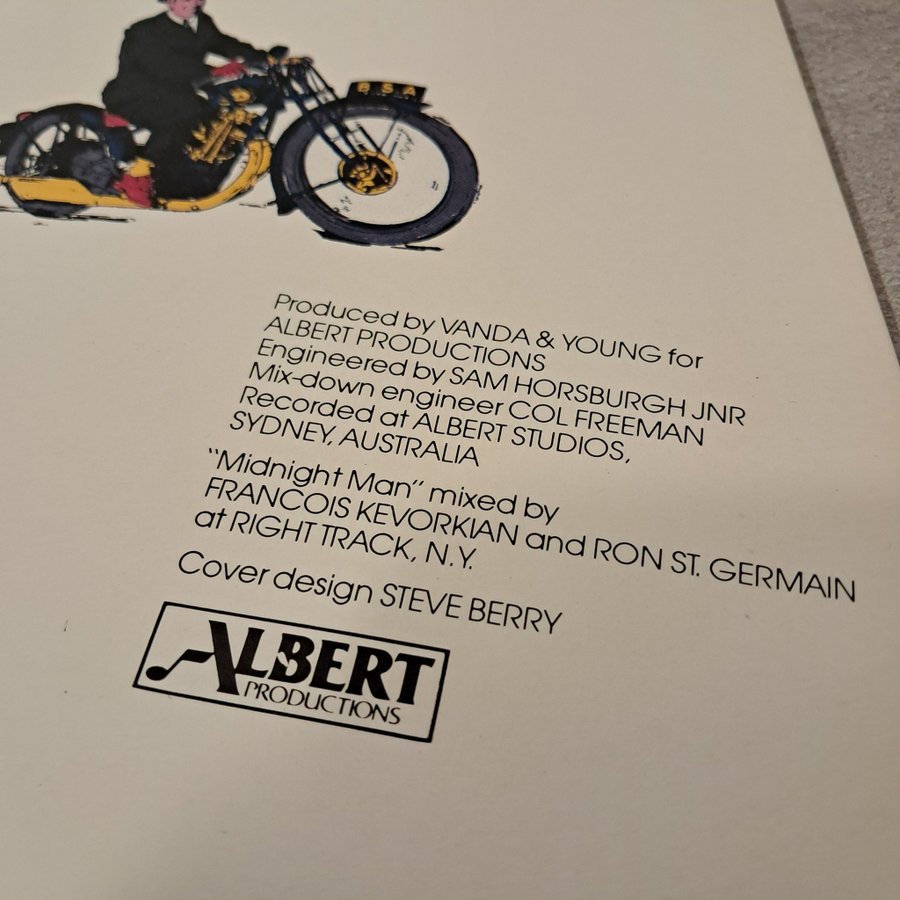 BSA
Produced by VANDA & YOUNG for
ALBERT PRODUCTIONS
Engineered by SAM HORSBURGH JNR
Mix-down engineer COL FREEMAN
Recorded at ALBERT STUDIOS,
SYDNEY, AUSTRALIA
"Midnight Man" mixed by
FRANCOIS KEVORKIAN and RON ST. GERMAIN
at RIGHT TRACK, N.Y.
Cover design STEVE BERRY
ALBERT
PRODUCTIONS